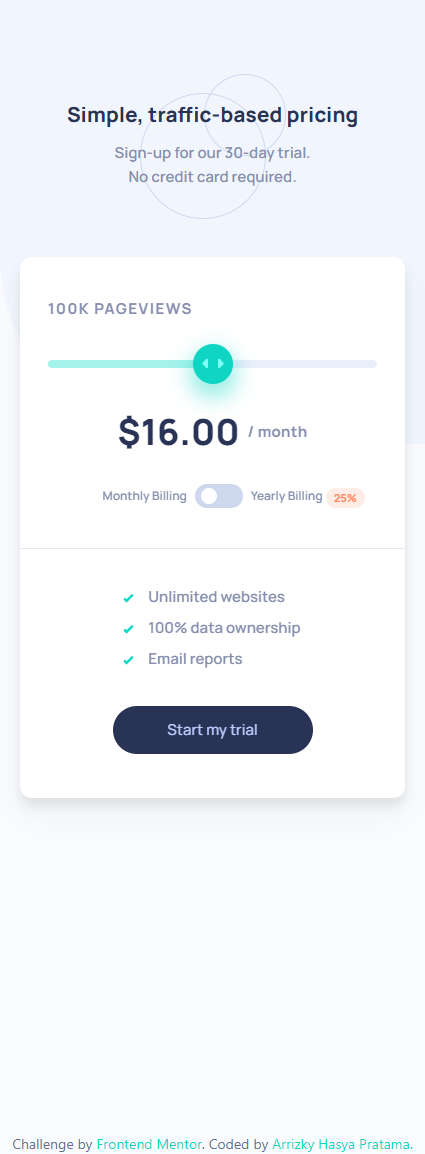 Simple, traffic-based pricing
Sign-up for our 30-day trial.
No credit card required.
100K PAGEVIEWS
$16.00 / month
Monthly Billing Yearly Billing 25%
Unlimited websites
100% data ownership
Email reports
Start my trial
Challenge by Frontend Mentor. Coded by Arrizky Hasya Pratama.